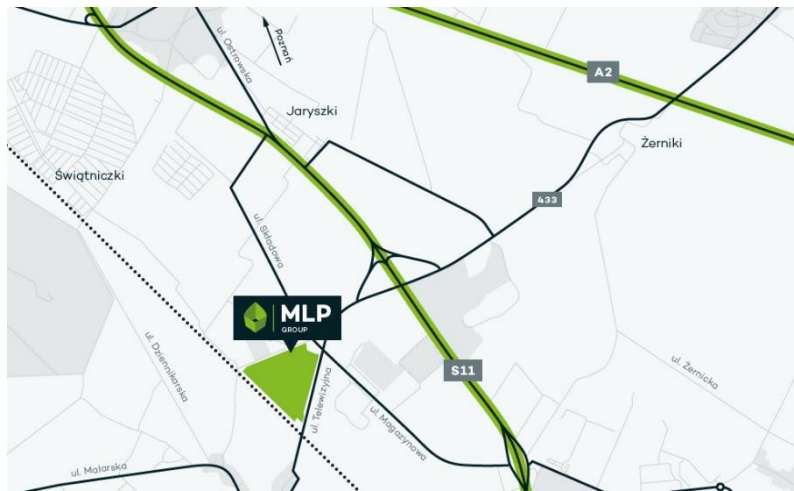 ul. Ostrowska
Poznań
A2
Jaryszki
Żerniki
Świątniczki
433
ul. Składowa
MLP
GROUP
ul. Dziennikarska
S11
ul. Żernicka
ul. Telewizyjna
ul. Magazynowa
ul. Malarska